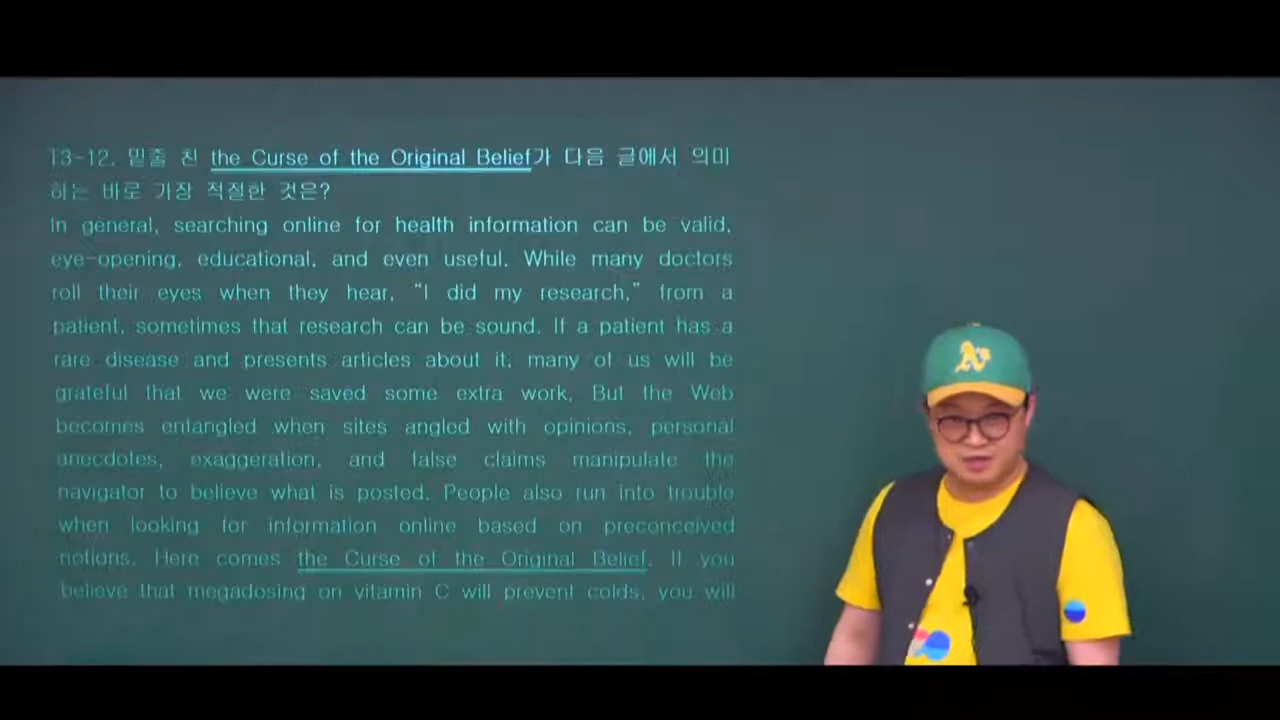 13-12. 밑줄 친 the Curse of the Original Belief가 다음 글에서 의미
하는 바로 가장 적절한 것은?
In general, searching online for health information can be valid,
eye-opening, educational, and even useful. While many doctors
roll their eyes when they hear, “I did my research,” from a
patient, sometimes that research can be sound. If a patient has a
rare disease and presents articles about it, many of us will be
grateful that we were saved some extra work. But the Web
becomes entangled when sites angled with opinions, personal
anecdotes, exaggeration, and false claims manipulate the
navigator to believe what is posted. People also run into trouble
when looking for information online based on preconceived
notions. Here comes the Curse of the Original Belief. If you
believe that megadosing on vitamin C will prevent colds, you will
A's